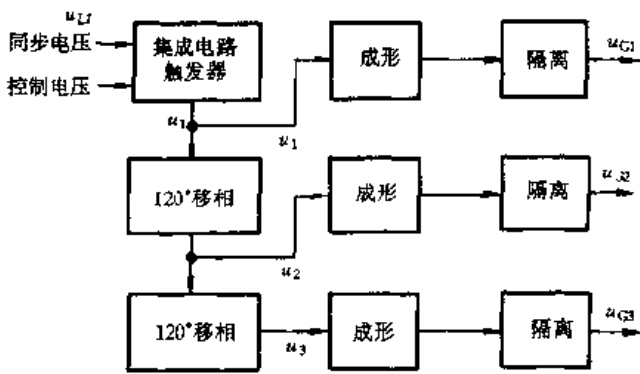 u_L1
同步电压
控制电压
集成电路
触发器
成形
隔离
u_G1
u_1
u_1
120°移相
成形
隔离
u_G2
u_2
120°移相
u_3
成形
隔离
u_G3